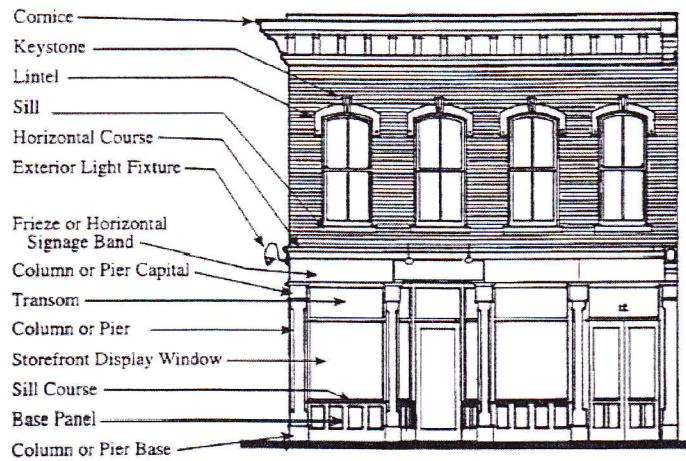 Cornice
Keystone
Lintel
Sill
Horizontal Course
Exterior Light Fixture
Frieze or Horizontal
Signage Band
Column or Pier Capital
Transom
Column or Pier
Storefront Display Window
Sill Course
Base Panel
Column or Pier Base